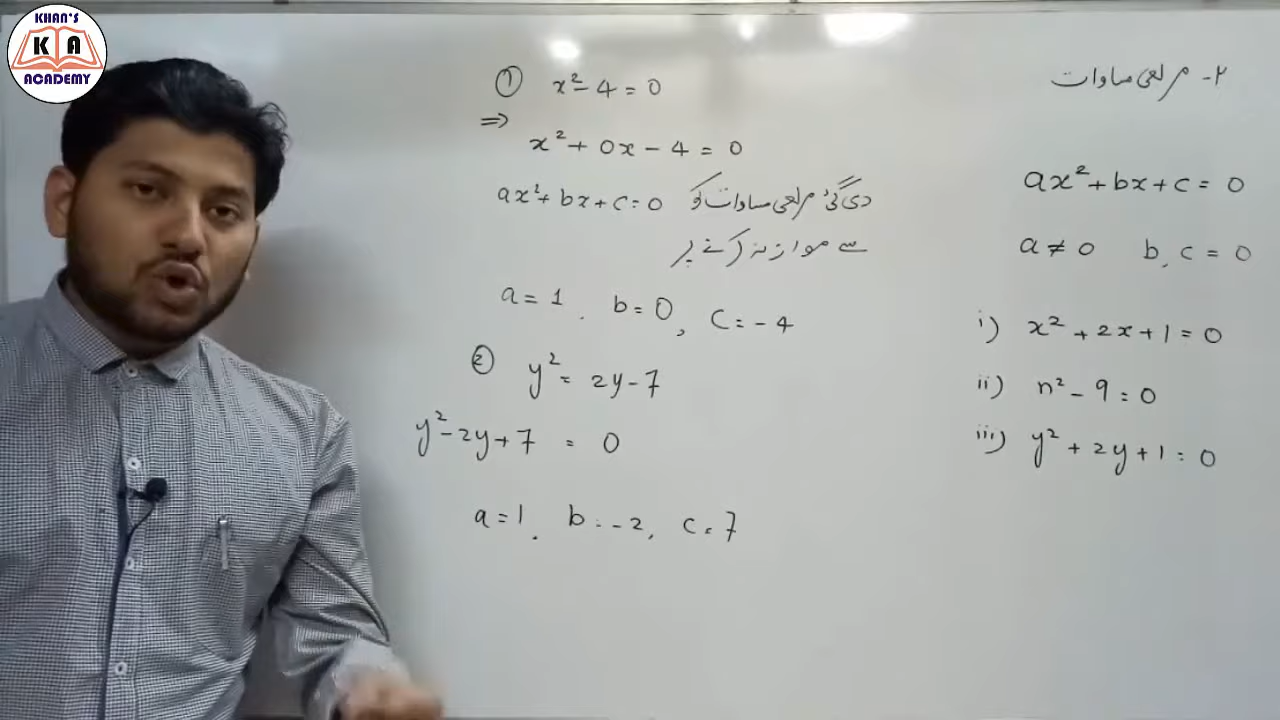 KHAN'S
K A
ACADEMY
① x² - 4 = 0
⇒
x² + 0x - 4 = 0
دی گئی مربعی مساوات کو ax² + bx + c = 0
سے موازنہ کرنے پر
a = 1 , b = 0 , c = - 4
② y² = 2y - 7
y² - 2y + 7 = 0
a = 1 , b = - 2 , c = 7
۲- مربعی مساوات
ax² + bx + c = 0
a ≠ 0 b, c = 0
i) x² + 2x + 1 = 0
ii) n² - 9 = 0
iii) y² + 2y + 1 = 0